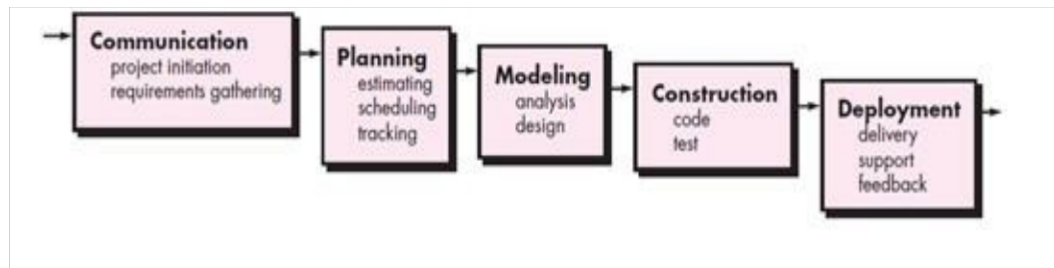 Communication
project initiation
requirements gathering
Planning
estimating
scheduling
tracking
Modeling
analysis
design
Construction
code
test
Deployment
delivery
support
feedback